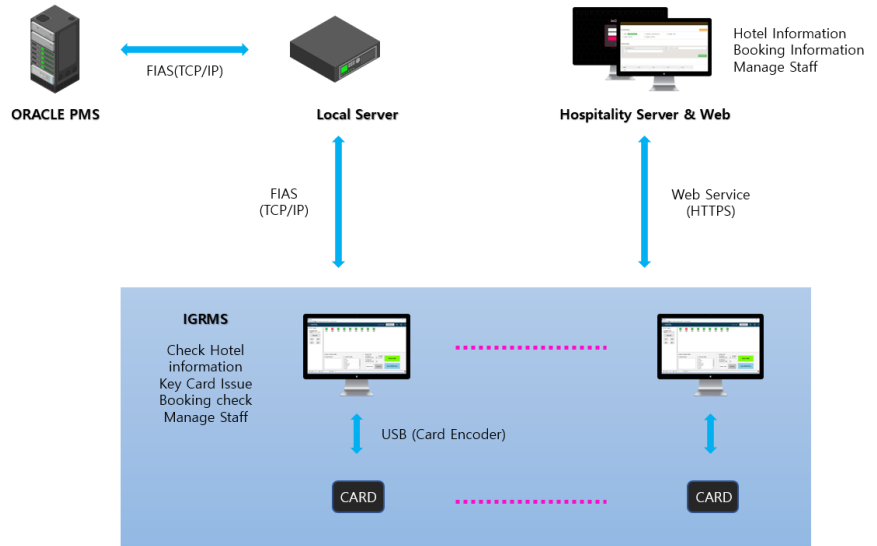 Hotel Information
Booking Information
Manage Staff
FIAS(TCP/IP)
ORACLE PMS
Local Server
Hospitality Server & Web
FIAS
(TCP/IP)
Web Service
(HTTPS)
IGRMS
Check Hotel
information
Key Card Issue
Booking check
Manage Staff
USB (Card Encoder)
CARD
CARD